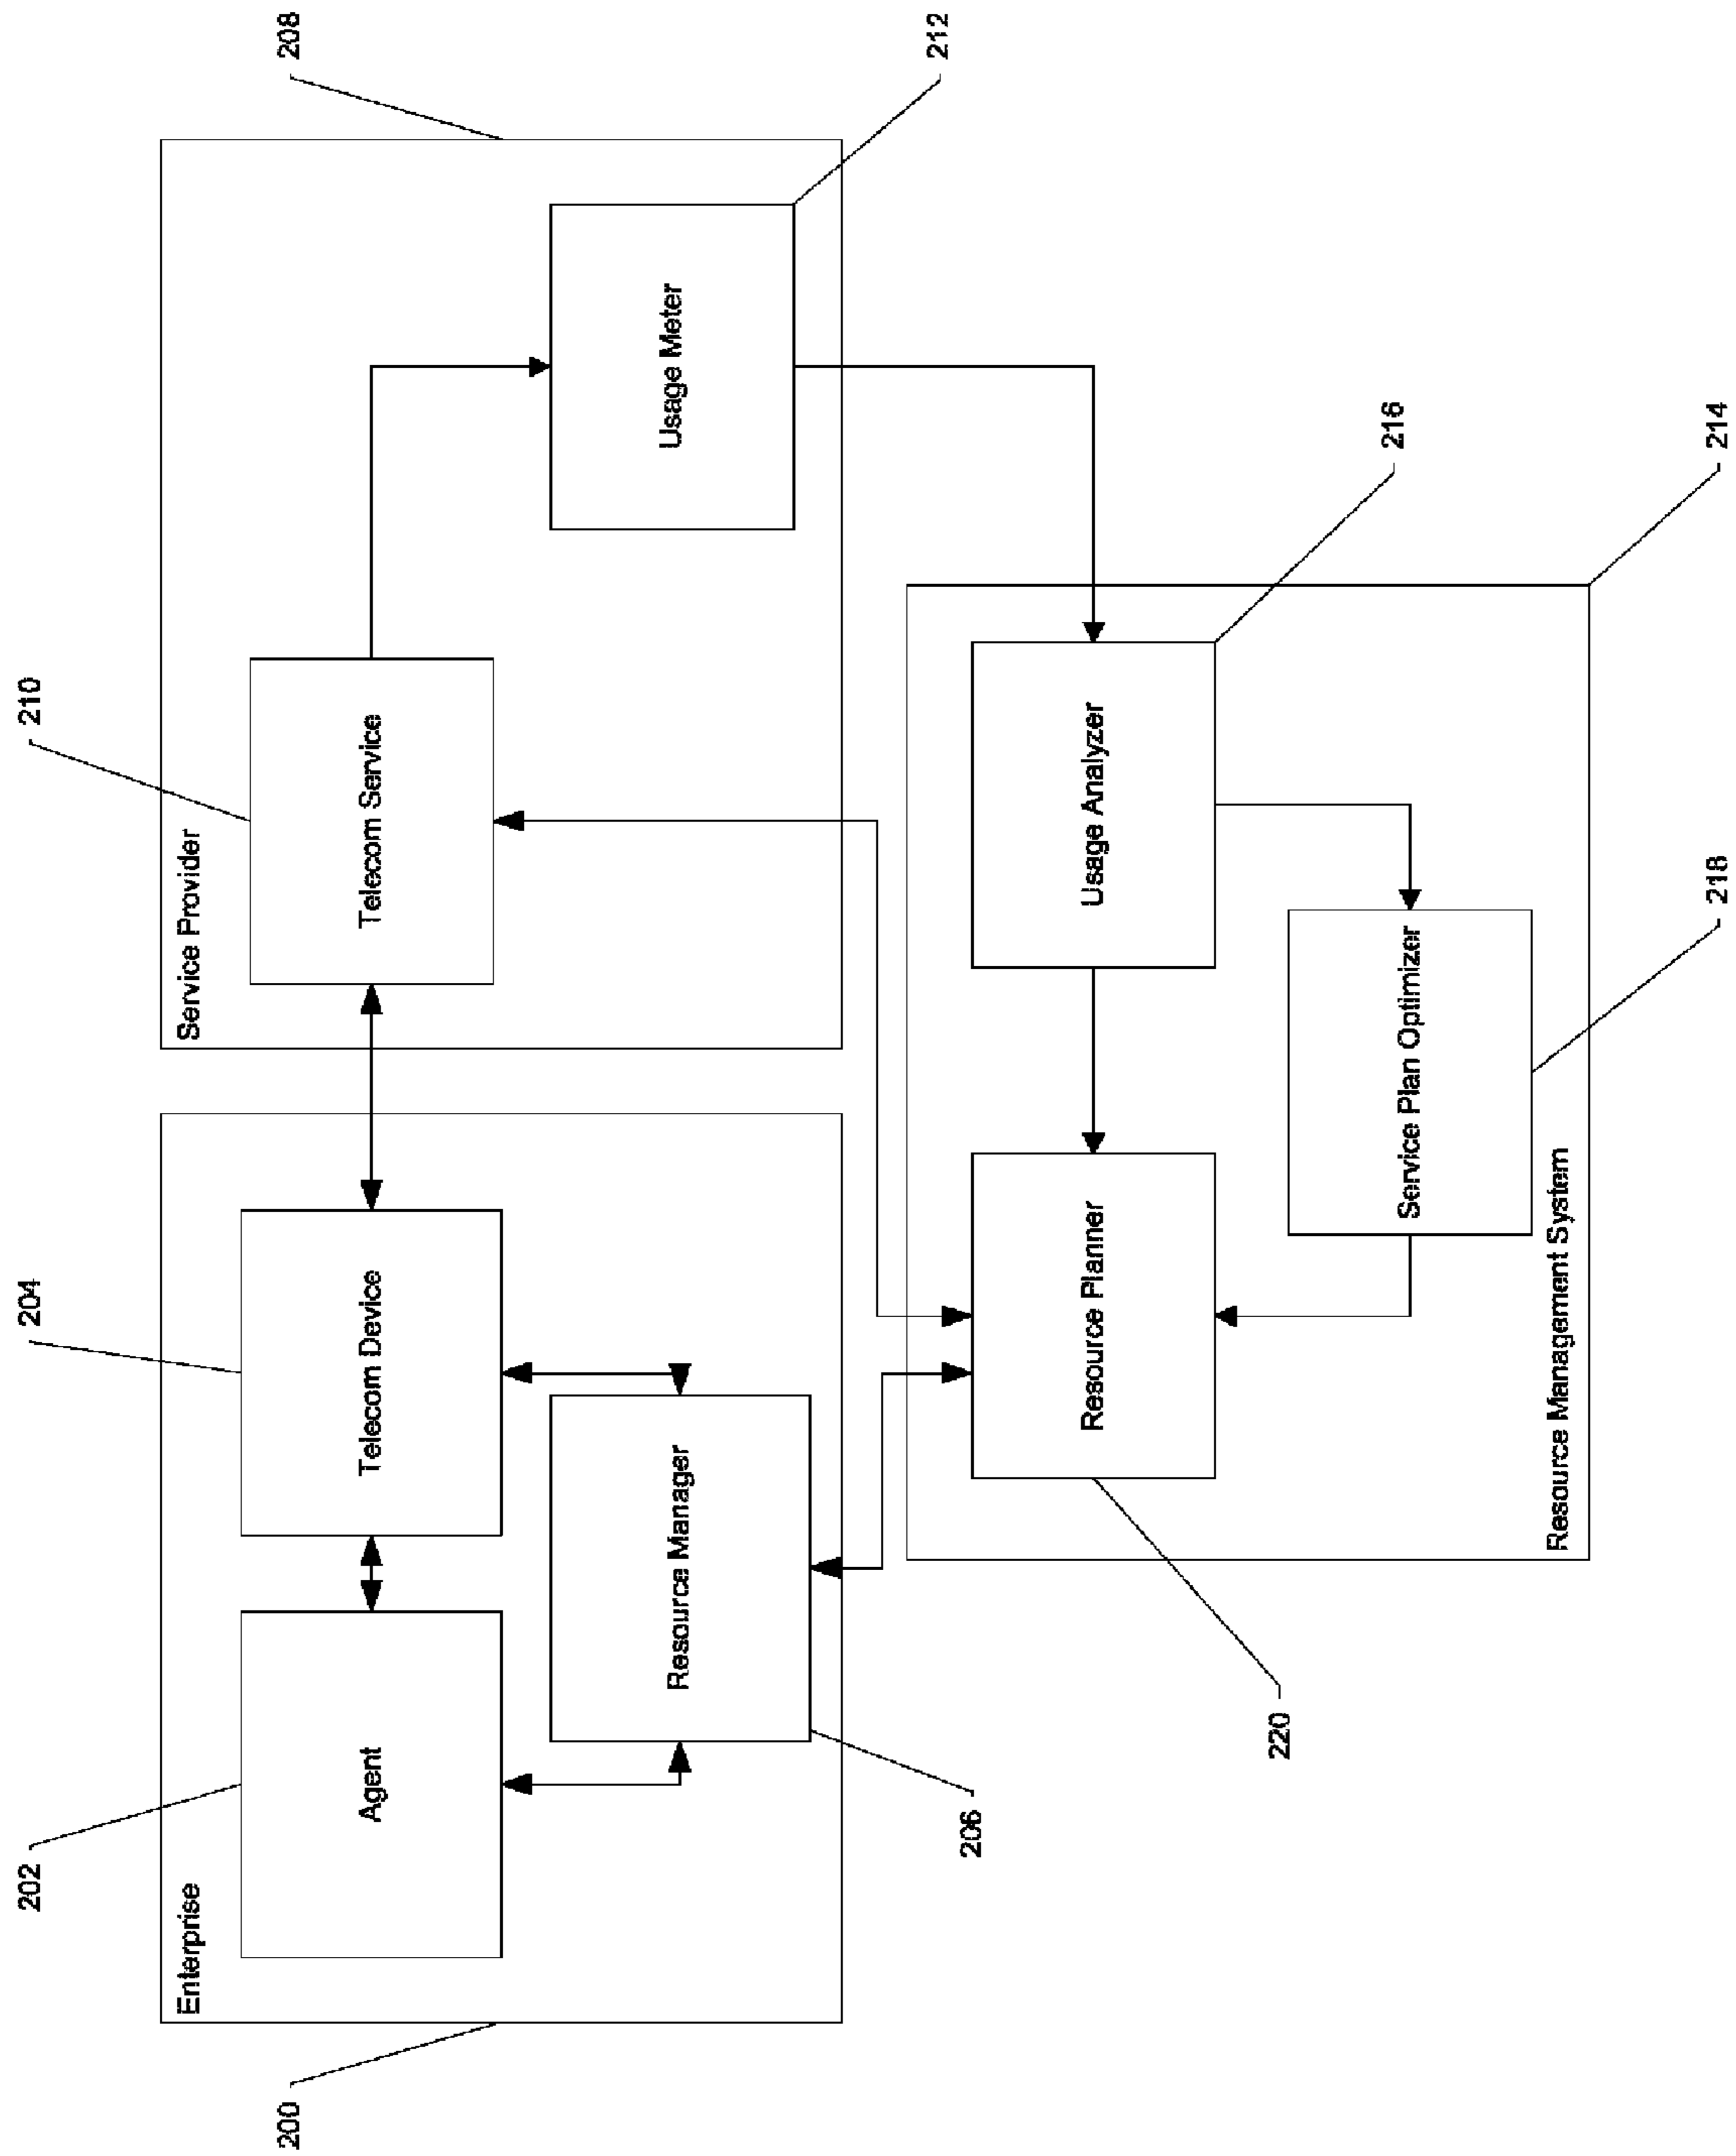 202
204
210
Enterprise
Service Provider
200
208
Agent
Telecom Device
Telecom Service
Resource Manager
Usage Meter
212
206
Resource Planner
Usage Analyzer
220
216
Service Plan Optimizer
Resource Management System
218
214